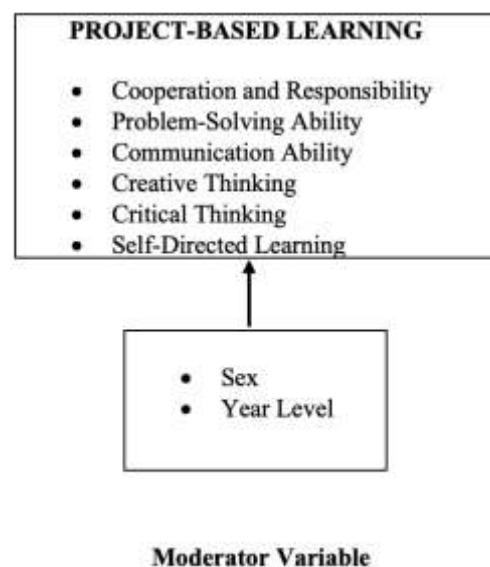 PROJECT-BASED LEARNING
• Cooperation and Responsibility
• Problem-Solving Ability
• Communication Ability
• Creative Thinking
• Critical Thinking
• Self-Directed Learning
• Sex
• Year Level
Moderator Variable